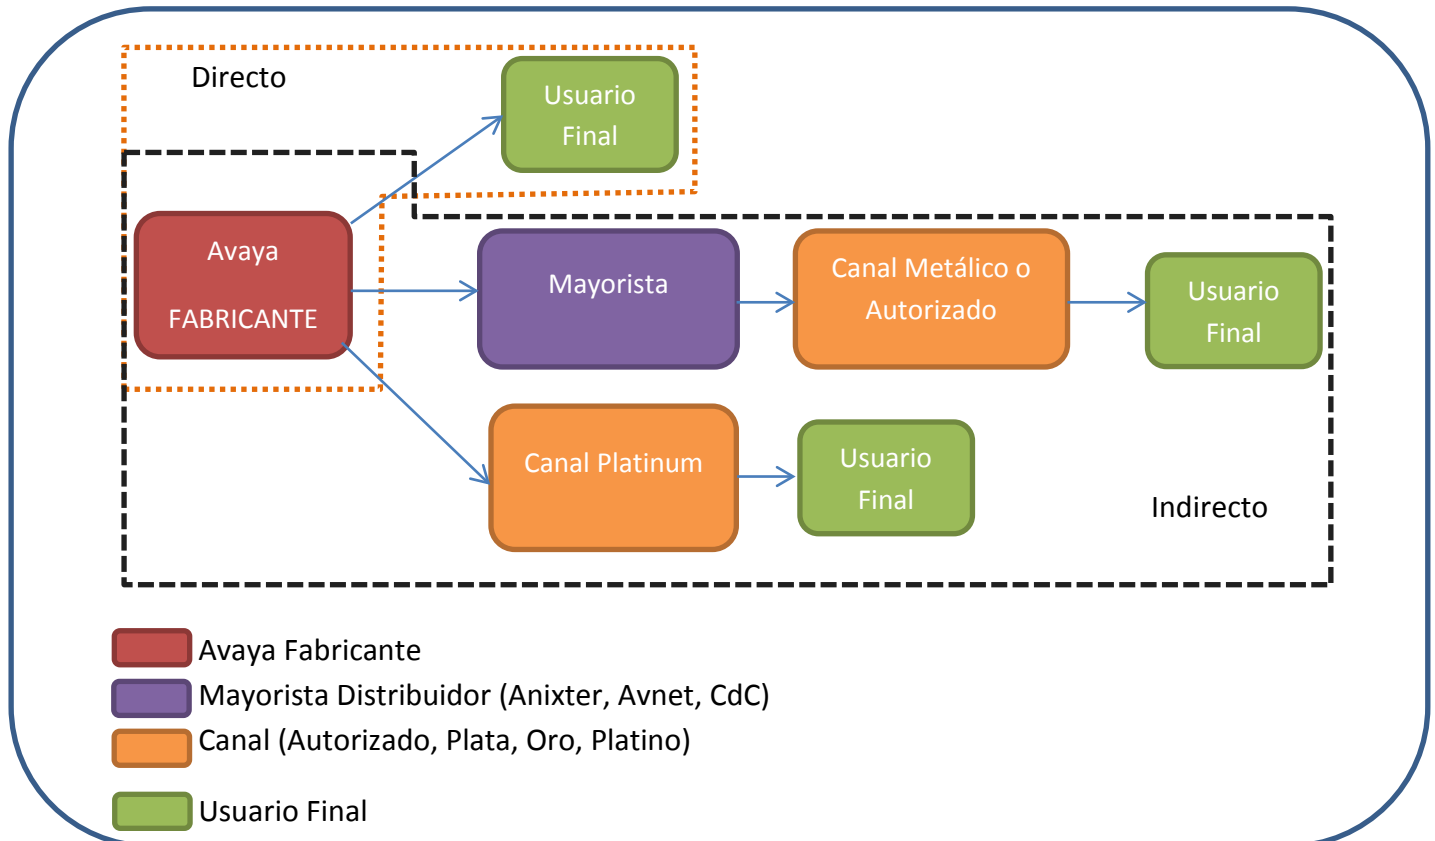 Directo
Usuario
Final
Avaya
FABRICANTE
Mayorista
Canal Metálico o
Autorizado
Usuario
Final
Canal Platinum
Usuario
Final
Indirecto
Avaya Fabricante
Mayorista Distribuidor (Anixter, Avnet, CdC)
Canal (Autorizado, Plata, Oro, Platino)
Usuario Final